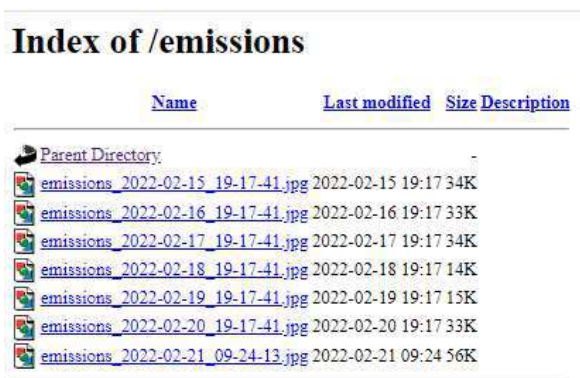 Index of /emissions
Name Last modified Size Description
Parent Directory -
emissions_2022-02-15_19-17-41.jpg 2022-02-15 19:17 34K
emissions_2022-02-16_19-17-41.jpg 2022-02-16 19:17 33K
emissions_2022-02-17_19-17-41.jpg 2022-02-17 19:17 34K
emissions_2022-02-18_19-17-41.jpg 2022-02-18 19:17 14K
emissions_2022-02-19_19-17-41.jpg 2022-02-19 19:17 15K
emissions_2022-02-20_19-17-41.jpg 2022-02-20 19:17 33K
emissions_2022-02-21_09-24-13.jpg 2022-02-21 09:24 56K